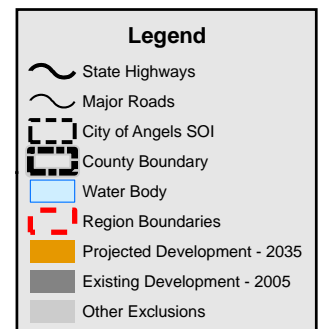 Legend
State Highways
Major Roads
City of Angels SOI
County Boundary
Water Body
Region Boundaries
Projected Development - 2035
Existing Development - 2005
Other Exclusions